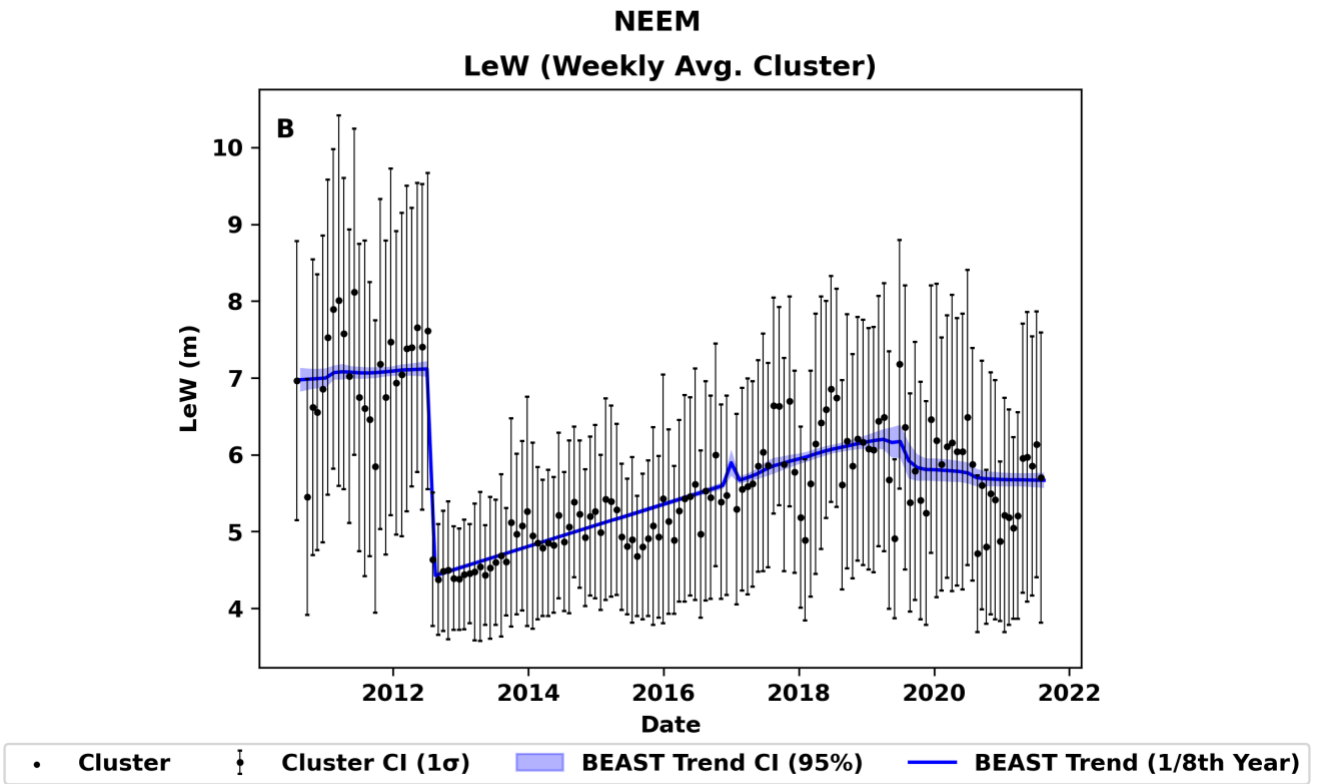 NEEM
LeW (Weekly Avg. Cluster)
B
10
9
8
7
6
5
4
LeW (m)
2012 2014 2016 2018 2020 2022
Date
Cluster Cluster CI (1σ) BEAST Trend CI (95%) BEAST Trend (1/8th Year)